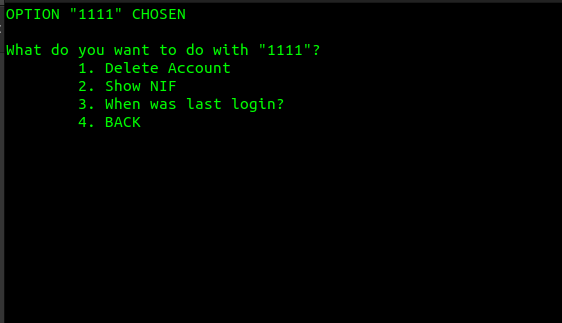 OPTION "1111" CHOSEN
What do you want to do with "1111"?
1. Delete Account
2. Show NIF
3. When was last login?
4. BACK